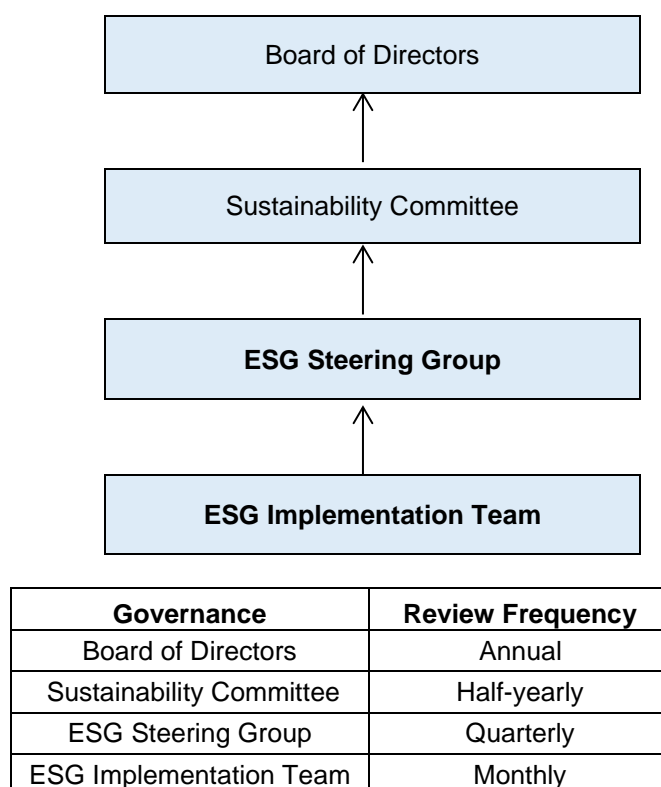 Board of Directors
Sustainability Committee
ESG Steering Group
ESG Implementation Team
Governance Review Frequency
Board of Directors Annual
Sustainability Committee Half-yearly
ESG Steering Group Quarterly
ESG Implementation Team Monthly